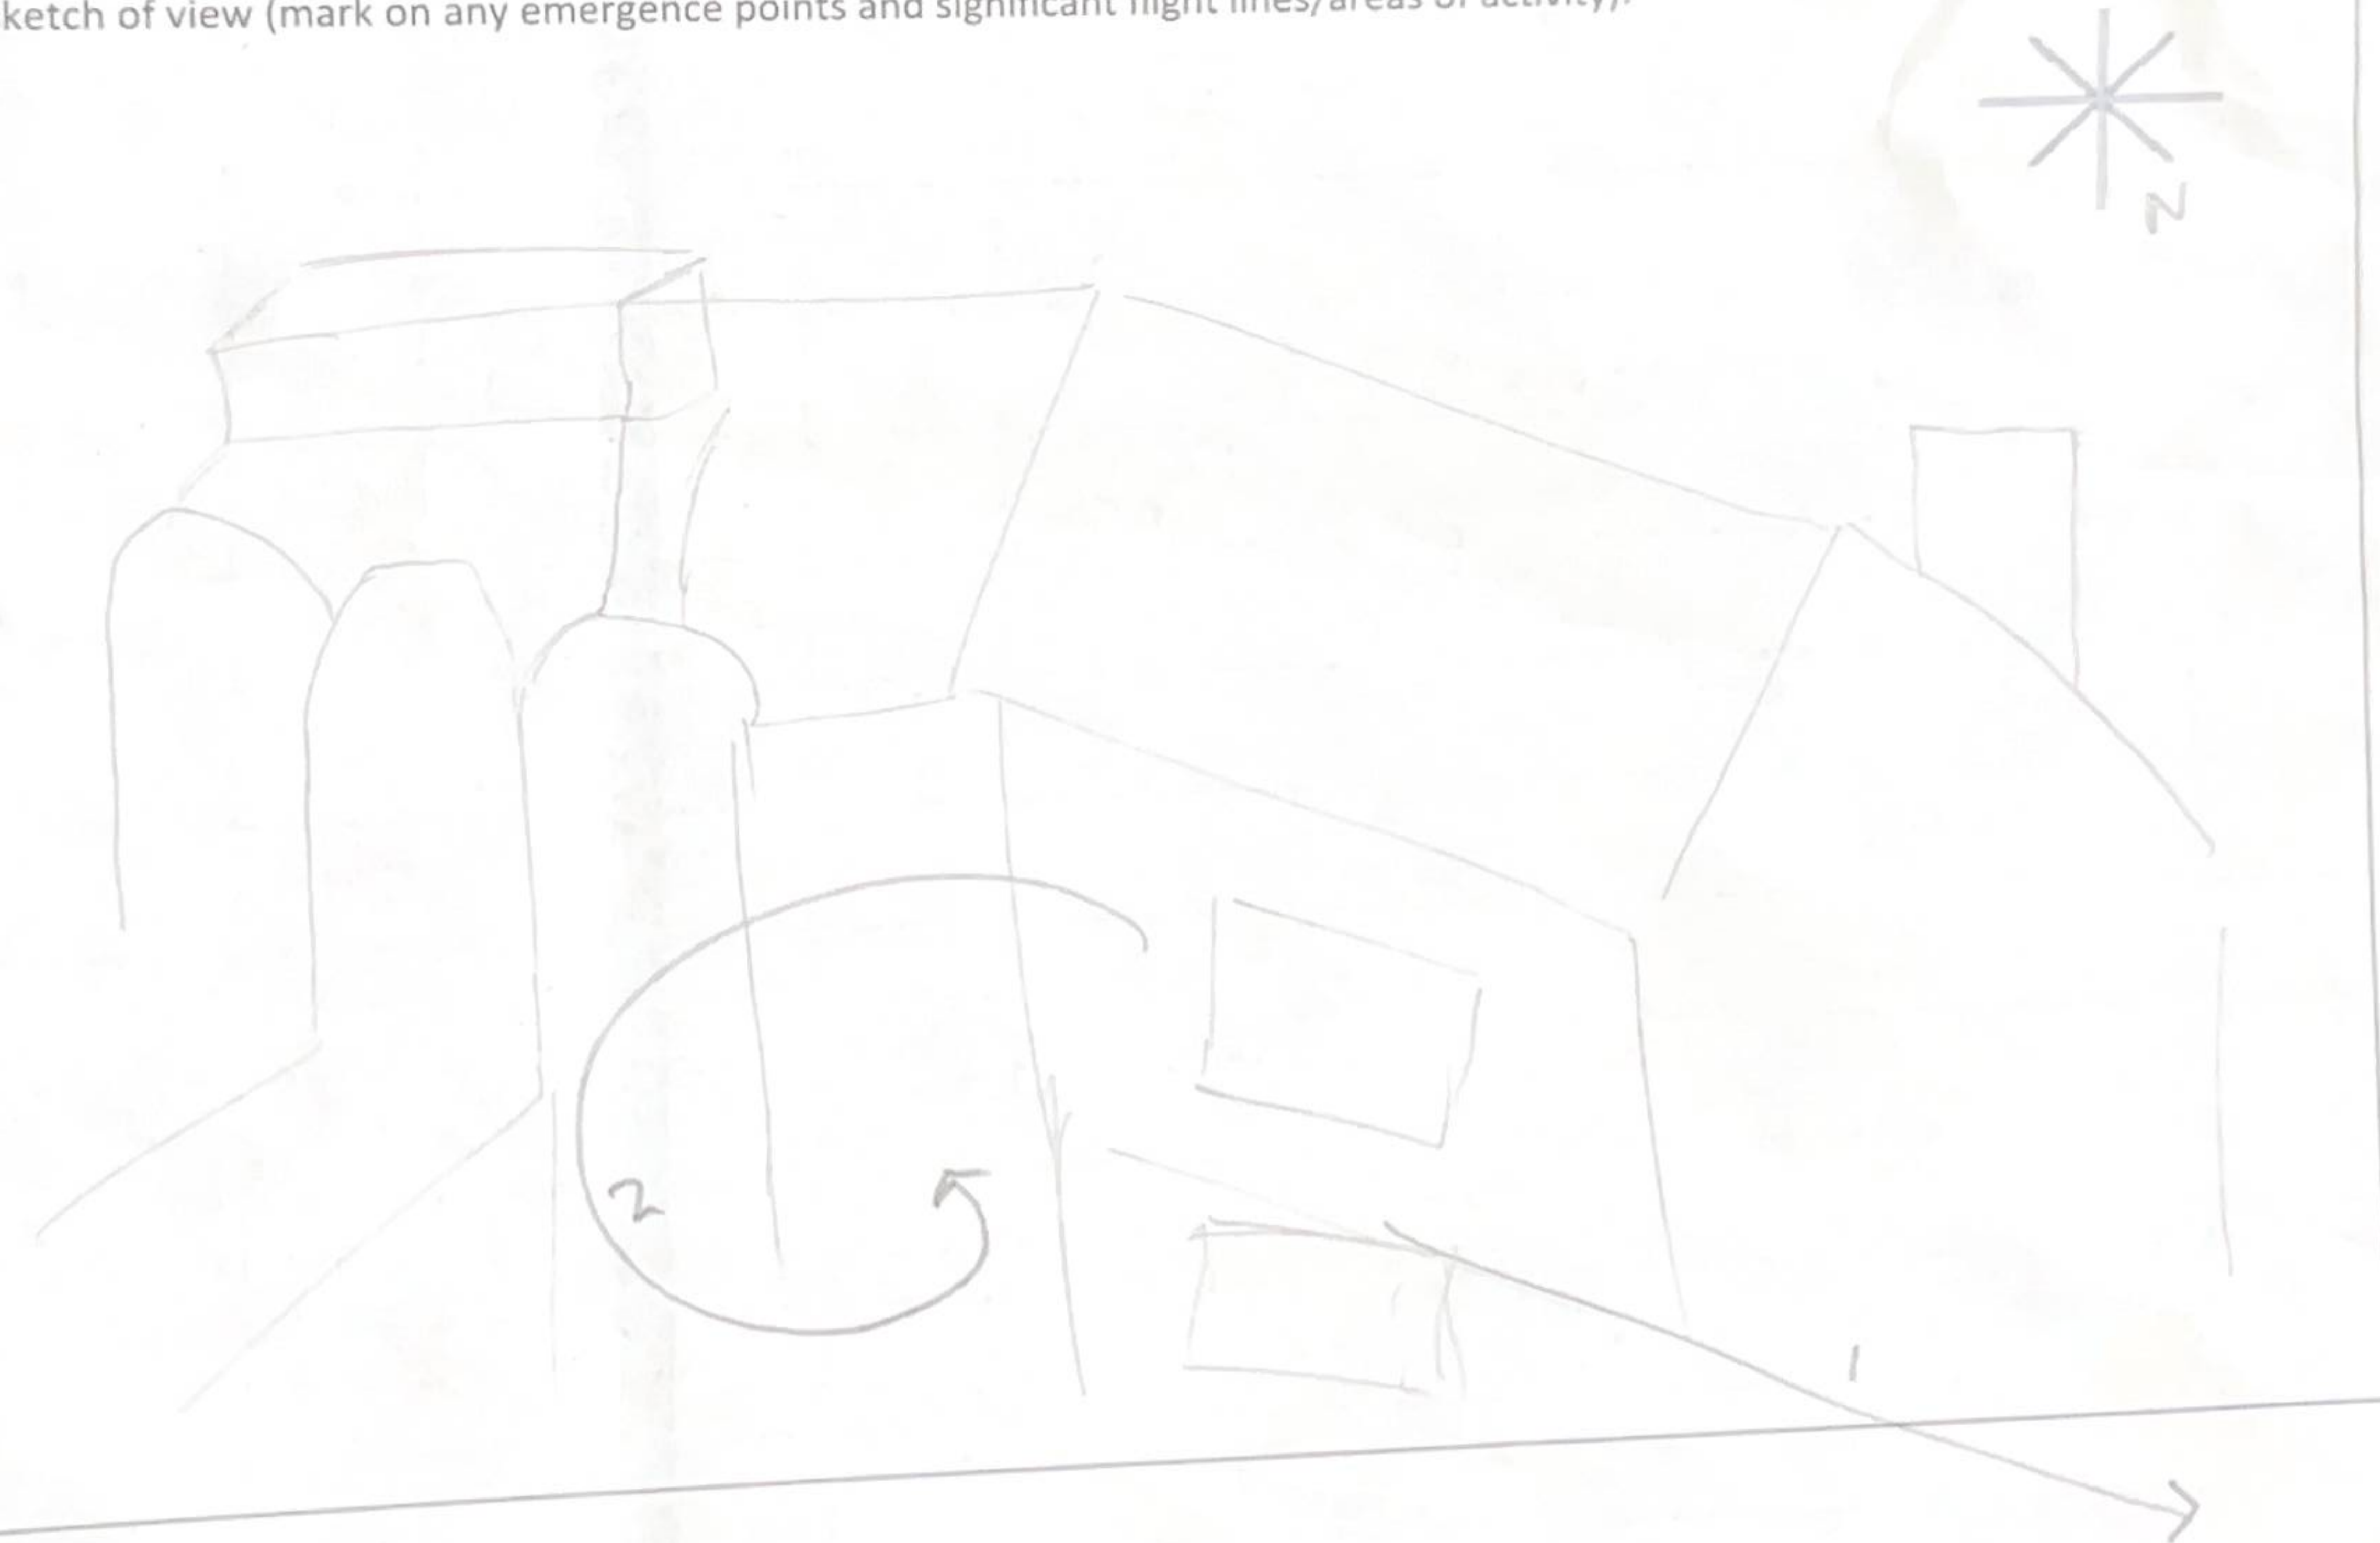 ketch of view (mark on any emergence points and significant flight lines/areas of activity):
N
2
1